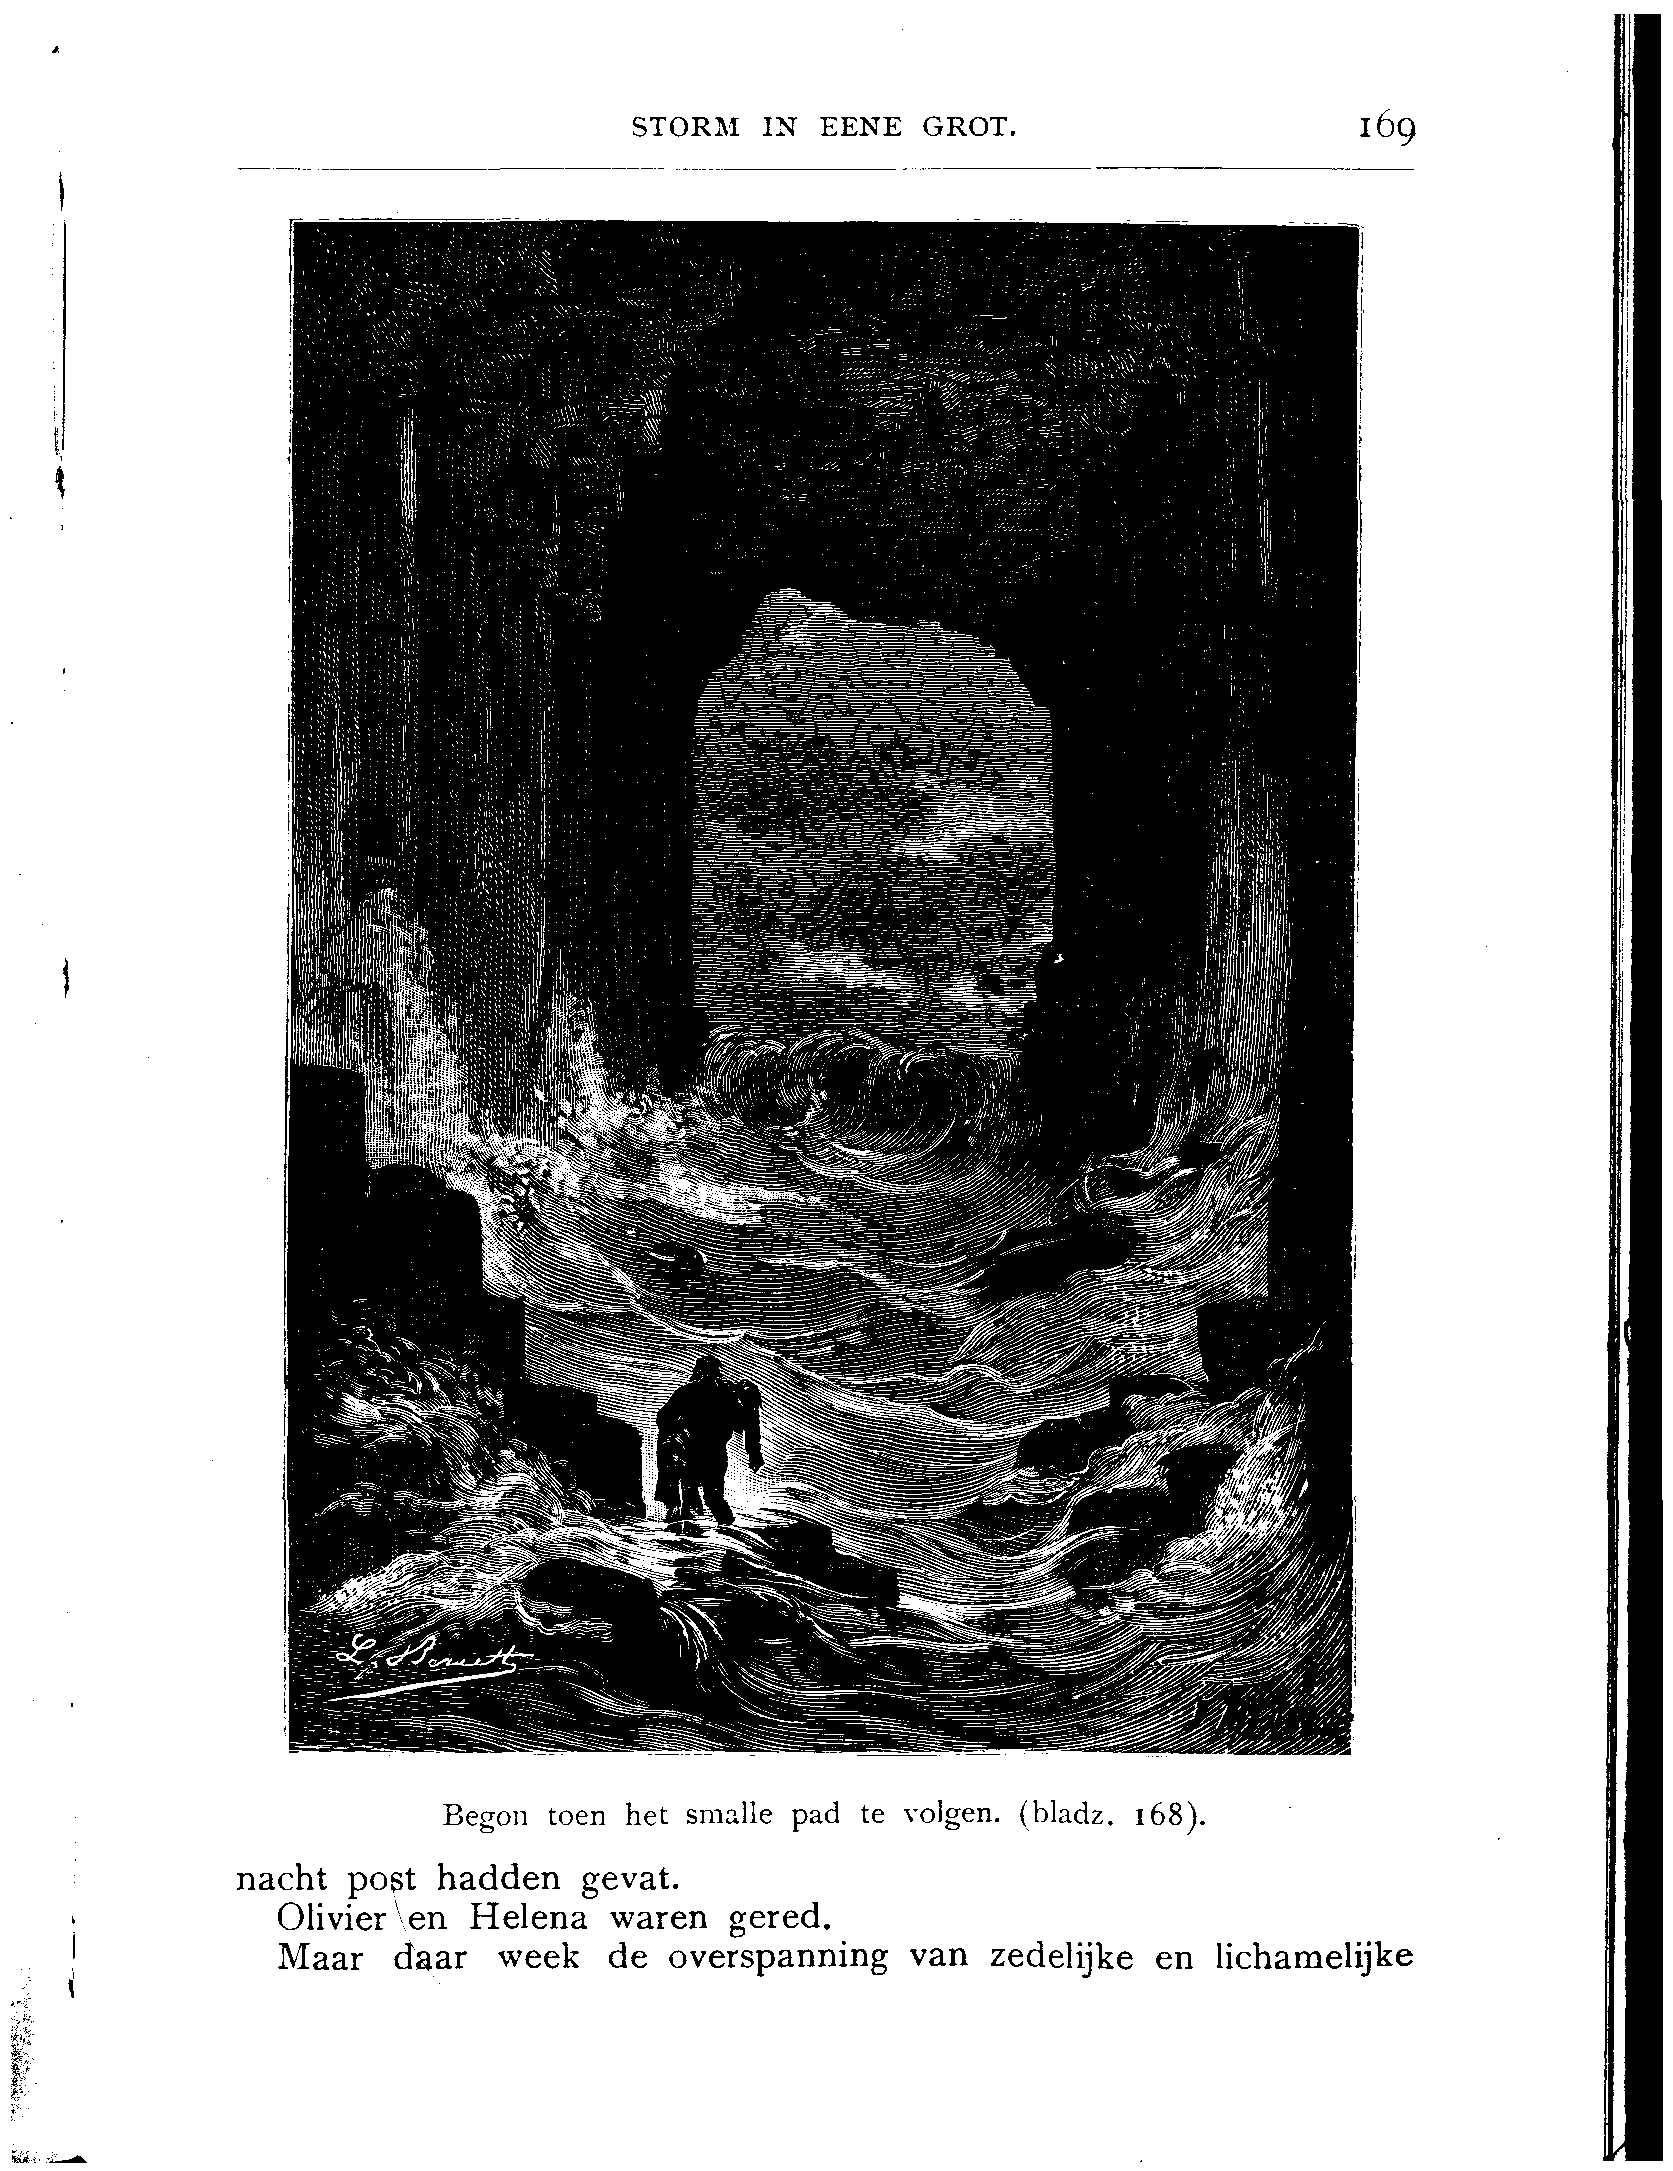 STORM IN EENE GROT. 169
L. Benett
Begon toen het smalle pad te volgen. (bladz. 168).
nacht post hadden gevat.
Olivier en Helena waren gered.
Maar daar week de overspanning van zedelijke en lichamelijke